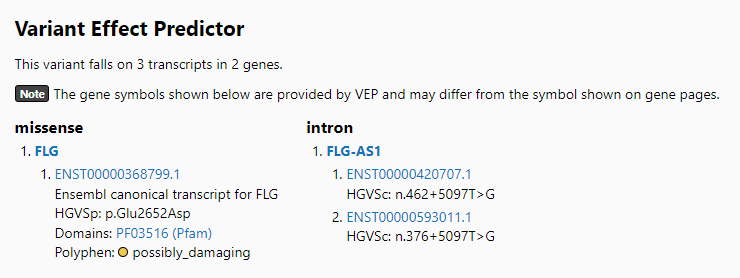 Variant Effect Predictor
This variant falls on 3 transcripts in 2 genes.
Note The gene symbols shown below are provided by VEP and may differ from the symbol shown on gene pages.
missense
1. FLG
1. ENST00000368799.1
Ensembl canonical transcript for FLG
HGVSp: p.Glu2652Asp
Domains: PF03516 (Pfam)
Polyphen: possibly_damaging
intron
1. FLG-AS1
1. ENST00000420707.1
HGVSc: n.462+5097T>G
2. ENST00000593011.1
HGVSc: n.376+5097T>G